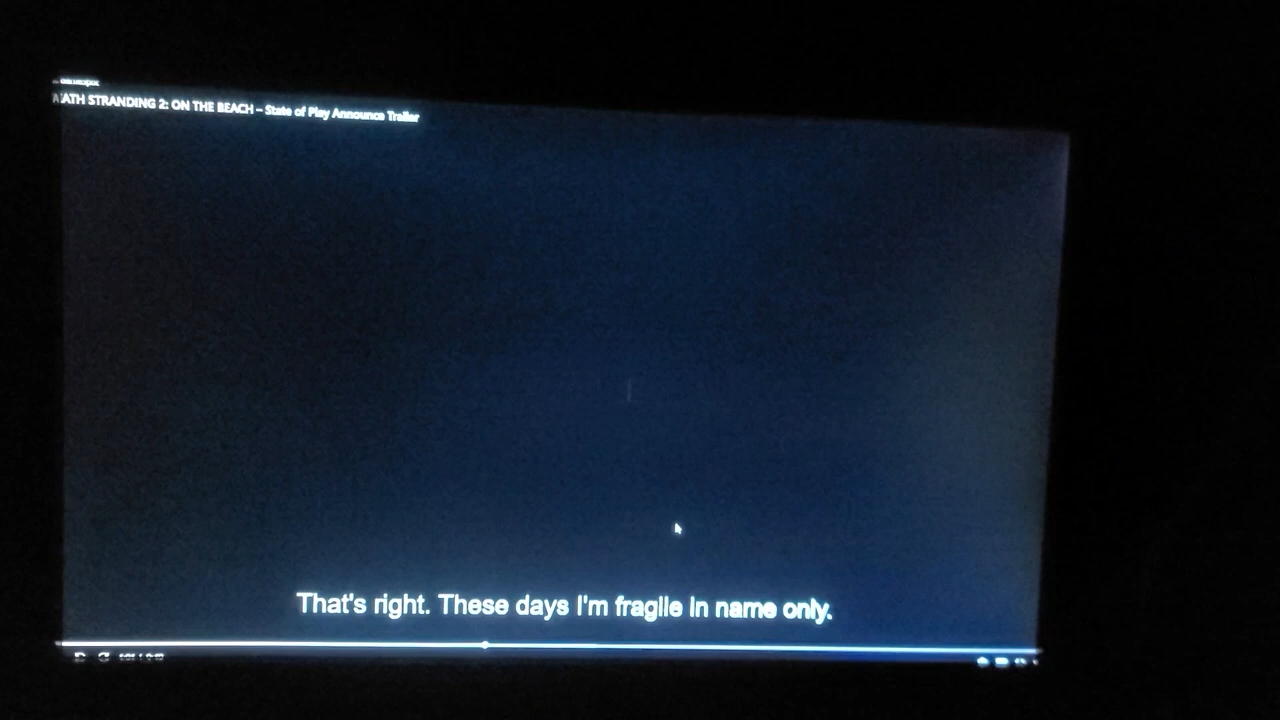 ATH STRANDING 2: ON THE BEACH – State of Play Announce Trailer
That's right. These days I'm fragile in name only.